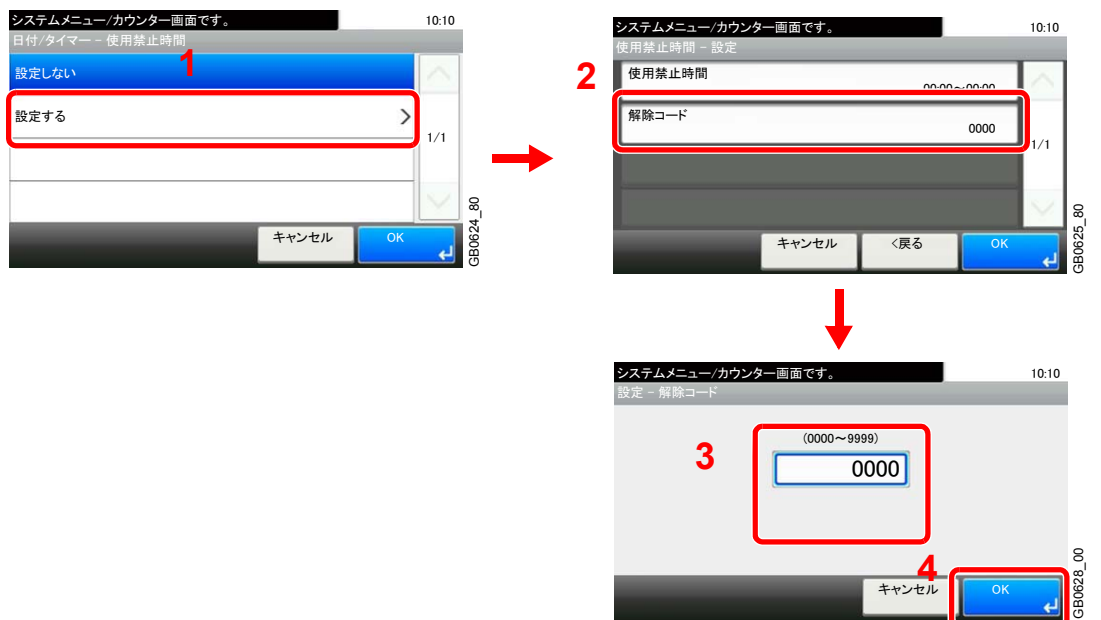 システムメニュー/カウンター画面です。 10:10
日付/タイマー - 使用禁止時間
1
設定しない
設定する
1/1
キャンセル OK
GB0624_80
システムメニュー/カウンター画面です。 10:10
使用禁止時間 - 設定
2
使用禁止時間
00:00～00:00
解除コード
0000
1/1
キャンセル <戻る OK
GB0625_80
システムメニュー/カウンター画面です。 10:10
設定 - 解除コード
3
(0000～9999)
0000
4
キャンセル OK
GB0628_00